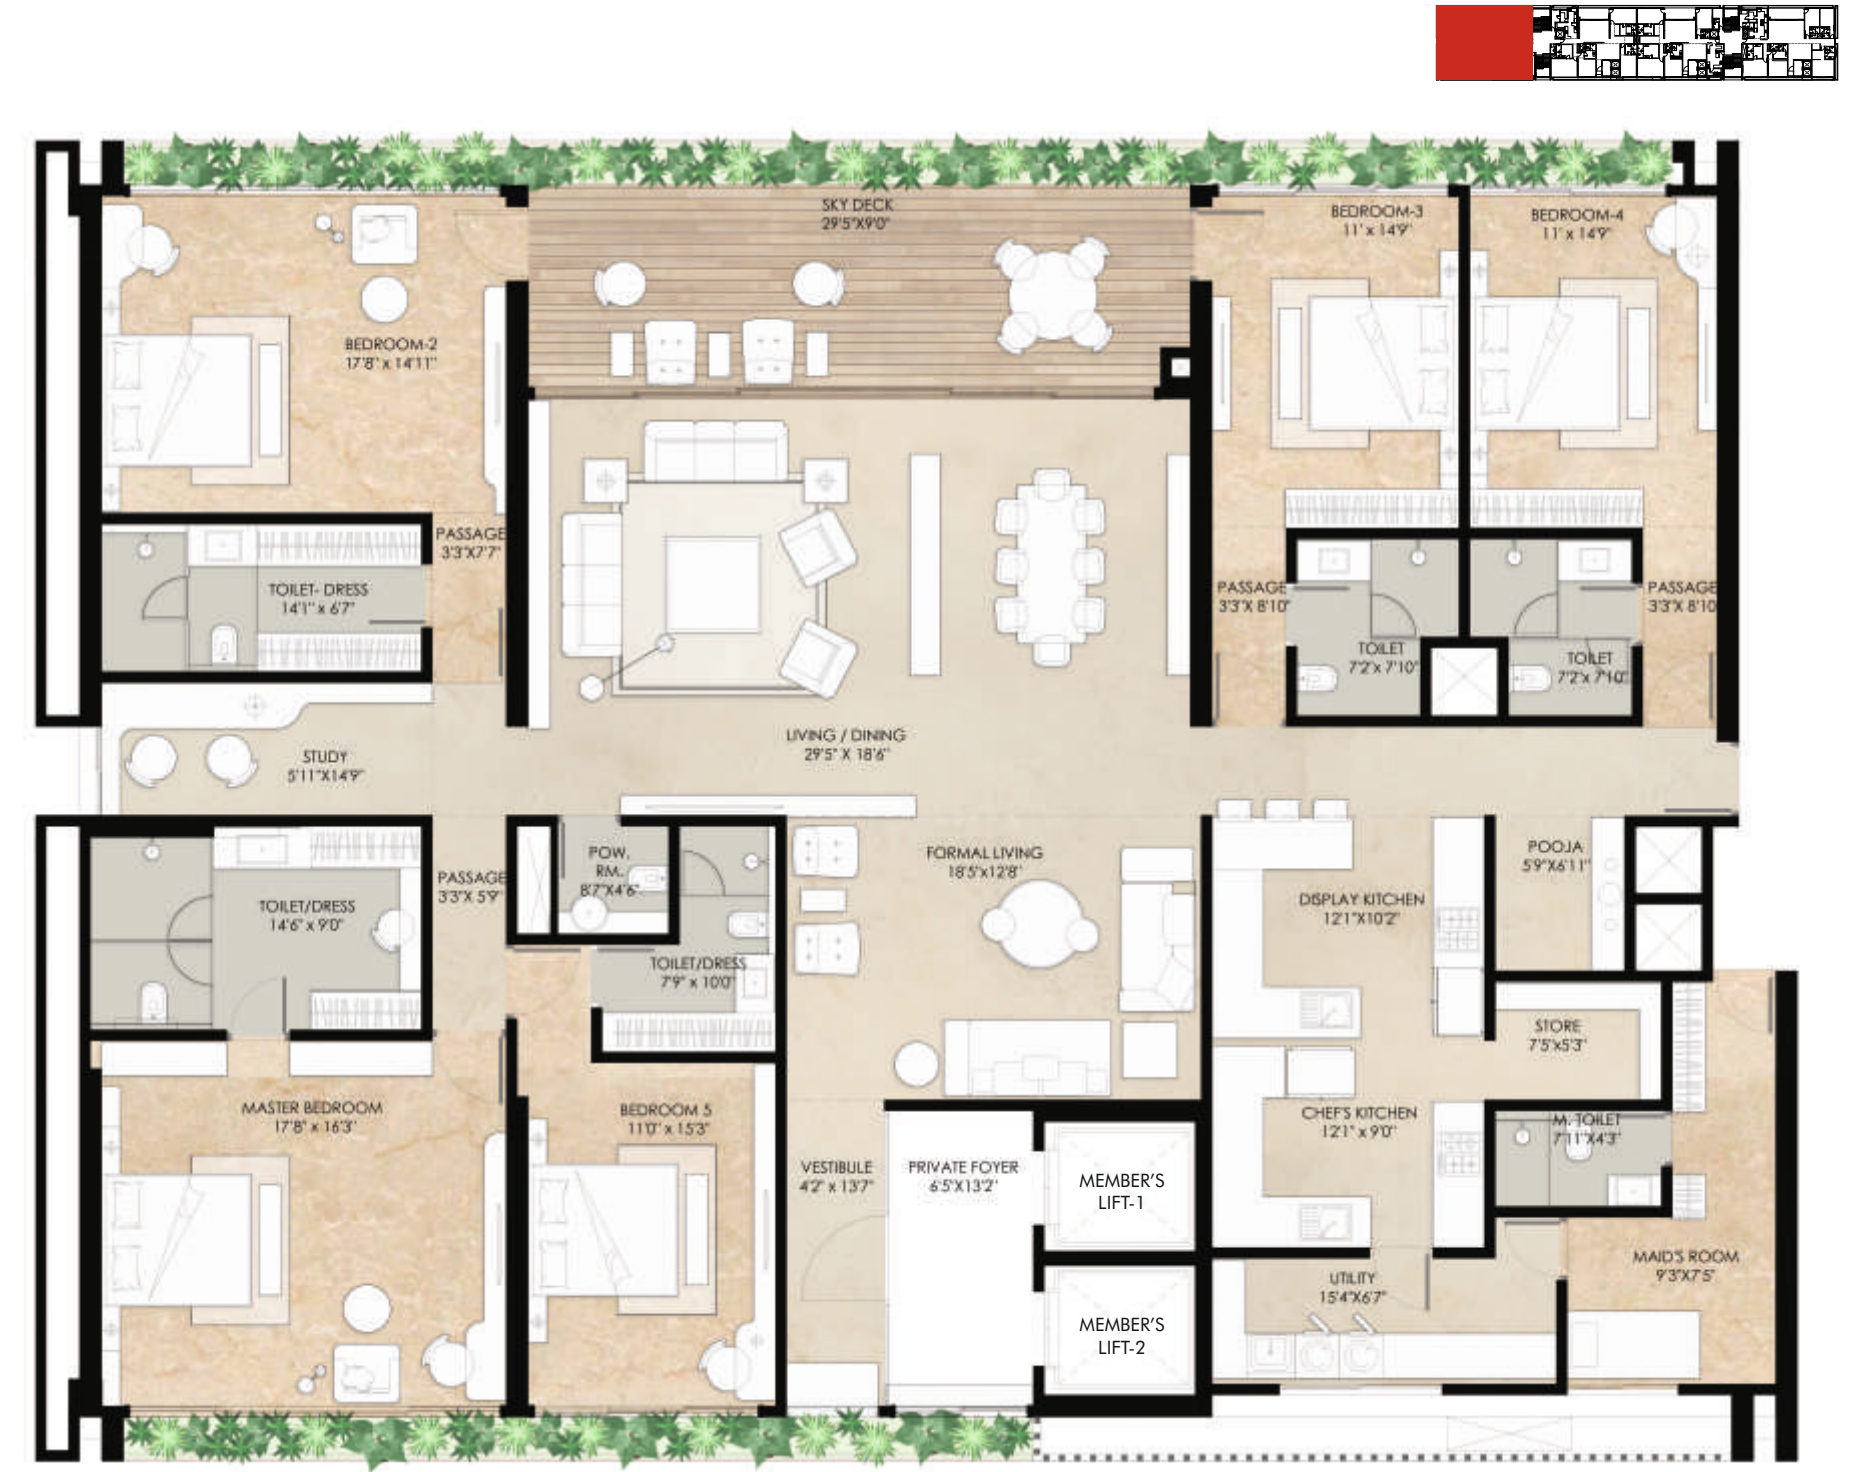 SKY DECK
29'5"X9'0"
BEDROOM-3
11' x 14'9"
BEDROOM-4
11' x 14'9"
BEDROOM-2
17'8" x 14'11"
PASSAGE
3'3"X7'7"
TOILET- DRESS
14'1" x 6'7"
PASSAGE
3'3"X 8'10"
PASSAGE
3'3"X 8'10
TOILET
7'2"x 7'10"
TOILET
7'2"x 7'10"
LIVING / DINING
29'5" X 18'6"
STUDY
5'11"X14'9"
POW.
RM.
8'7"X4'6"
FORMAL LIVING
18'5"x12'8"
POOJA
5'9"X6'11"
PASSAGE
3'3"X 5'9"
TOILET/DRESS
14'6" x 9'0"
DISPLAY KITCHEN
12'1"X10'2"
TOILET/DRESS
7'9" x 10'0"
STORE
7'5"x5'3"
MASTER BEDROOM
17'8" x 16'3"
BEDROOM 5
11'0" x 15'3"
CHEF'S KITCHEN
12'1" x 9'0"
M. TOILET
7'11"X4'3"
VESTIBULE
4'2" x 13'7"
PRIVATE FOYER
6'5"X13'2"
MEMBER'S
LIFT-1
MAID'S ROOM
9'3"X7'5"
UTILITY
15'4"X6'7"
MEMBER'S
LIFT-2